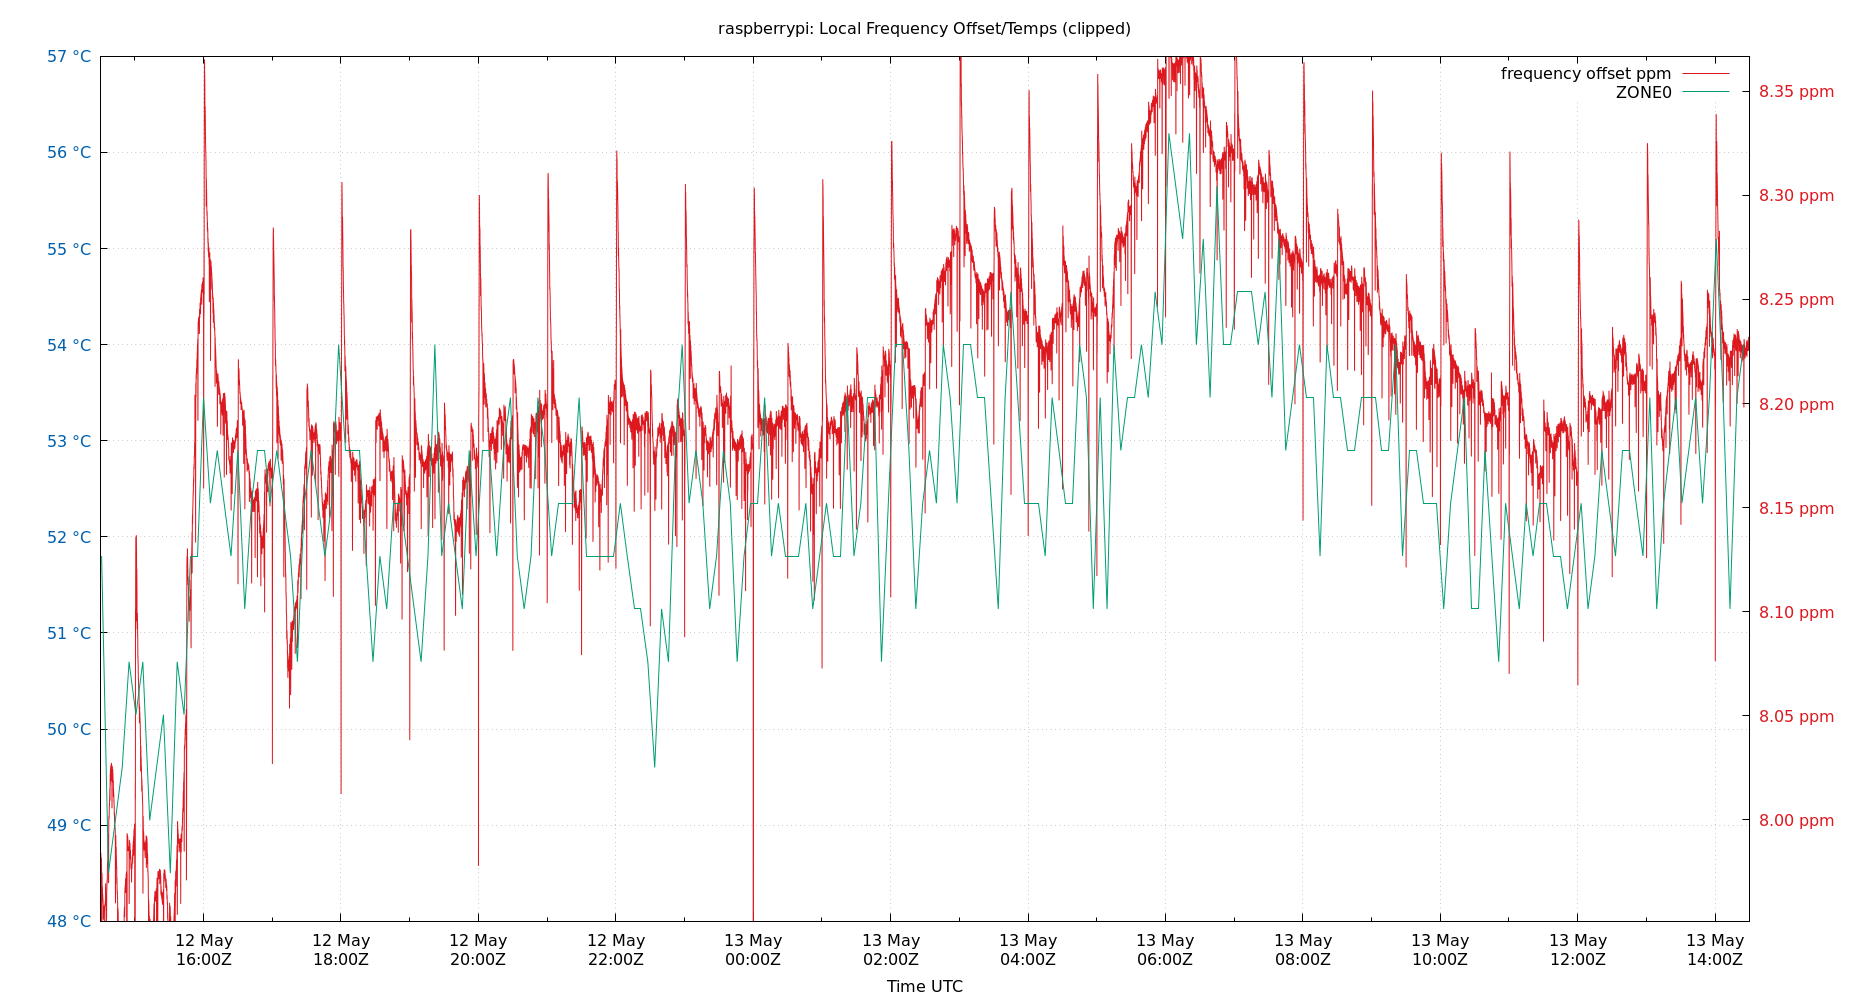 raspberrypi: Local Frequency Offset/Temps (clipped)
frequency offset ppm
ZONE0
57 °C
56 °C
55 °C
54 °C
53 °C
52 °C
51 °C
50 °C
49 °C
48 °C
8.35 ppm
8.30 ppm
8.25 ppm
8.20 ppm
8.15 ppm
8.10 ppm
8.05 ppm
8.00 ppm
12 May
16:00Z
12 May
18:00Z
12 May
20:00Z
12 May
22:00Z
13 May
00:00Z
13 May
02:00Z
13 May
04:00Z
13 May
06:00Z
13 May
08:00Z
13 May
10:00Z
13 May
12:00Z
13 May
14:00Z
Time UTC